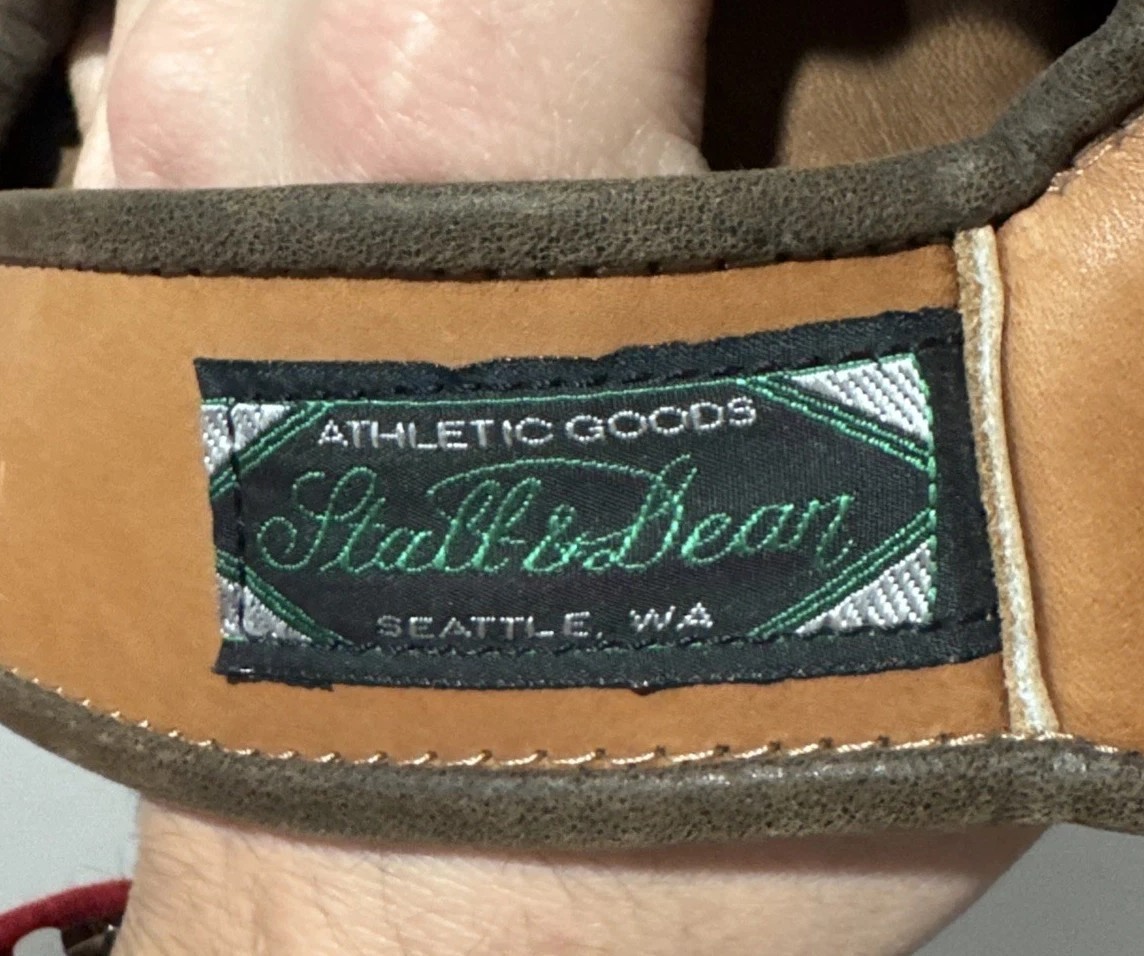 ATHLETIC GOODS
Stall & Dean
SEATTLE, WA